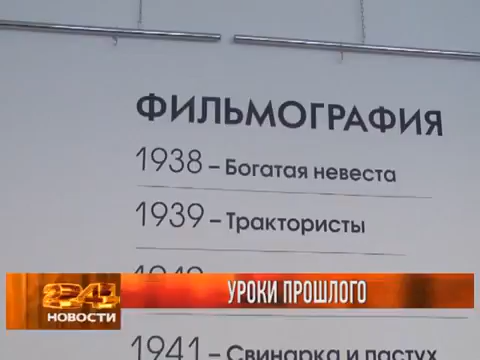 ФИЛЬМОГРАФИЯ
1938 – Богатая невеста
1939 – Трактористы
24
НОВОСТИ
УРОКИ ПРОШЛОГО
1941 – Свинарка и пастух